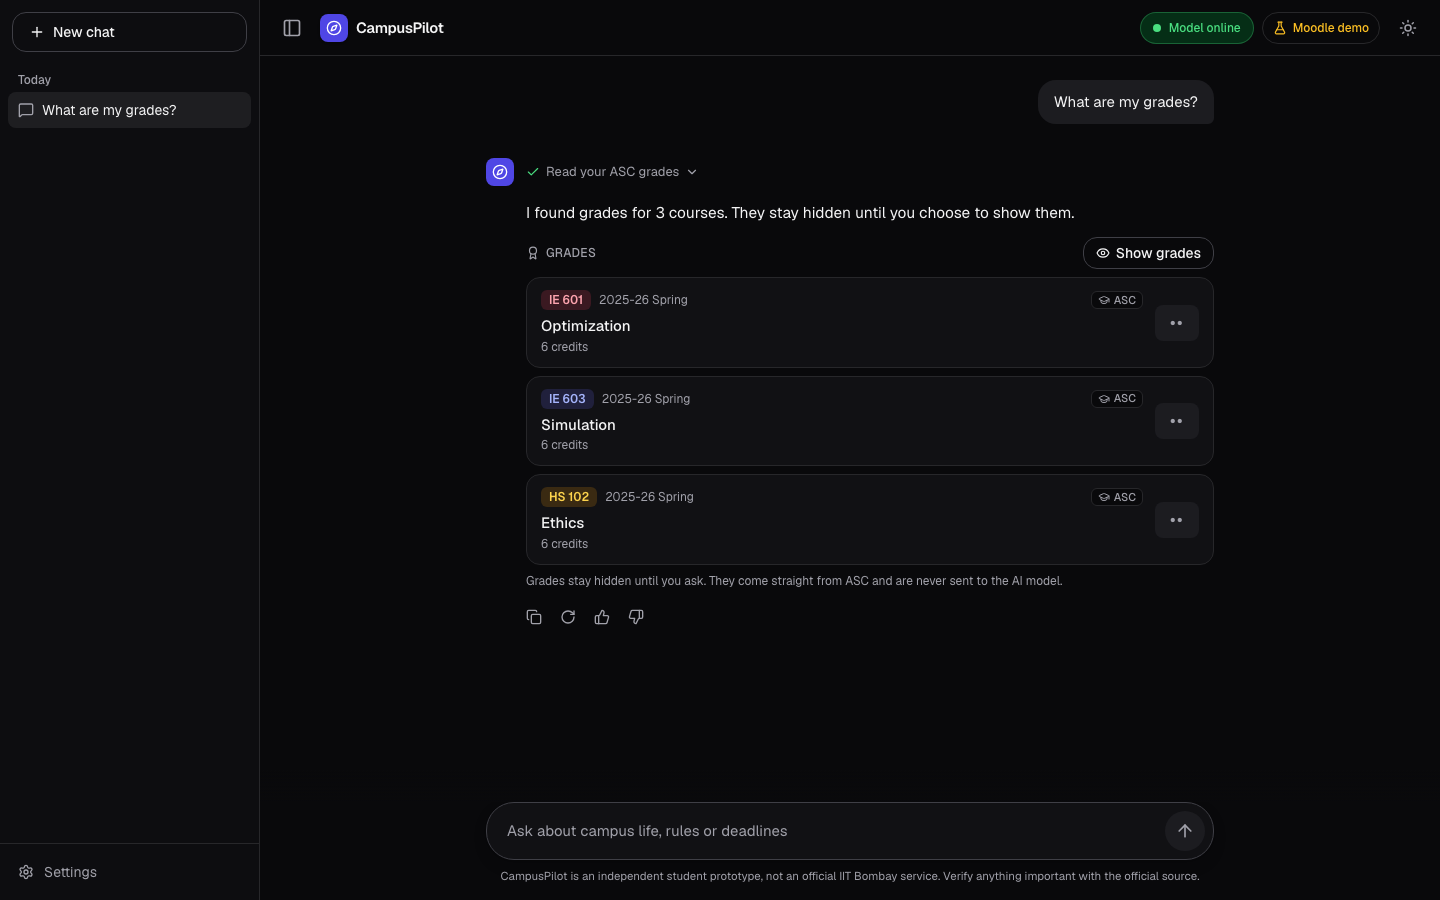 New chat
Today
What are my grades?
Settings
CampusPilot
Model online
Moodle demo
What are my grades?
Read your ASC grades
I found grades for 3 courses. They stay hidden until you choose to show them.
GRADES
Show grades
IE 601 2025-26 Spring
ASC
Optimization
6 credits
IE 603 2025-26 Spring
ASC
Simulation
6 credits
HS 102 2025-26 Spring
ASC
Ethics
6 credits
Grades stay hidden until you ask. They come straight from ASC and are never sent to the AI model.
Ask about campus life, rules or deadlines
CampusPilot is an independent student prototype, not an official IIT Bombay service. Verify anything important with the official source.